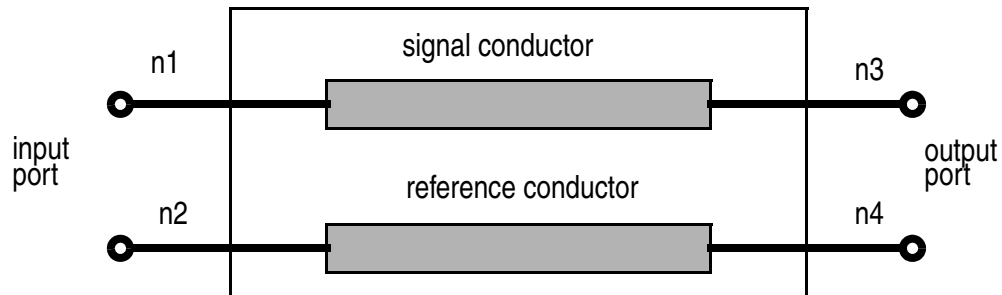 signal conductor
n1
n3
input
port
output
port
reference conductor
n2
n4